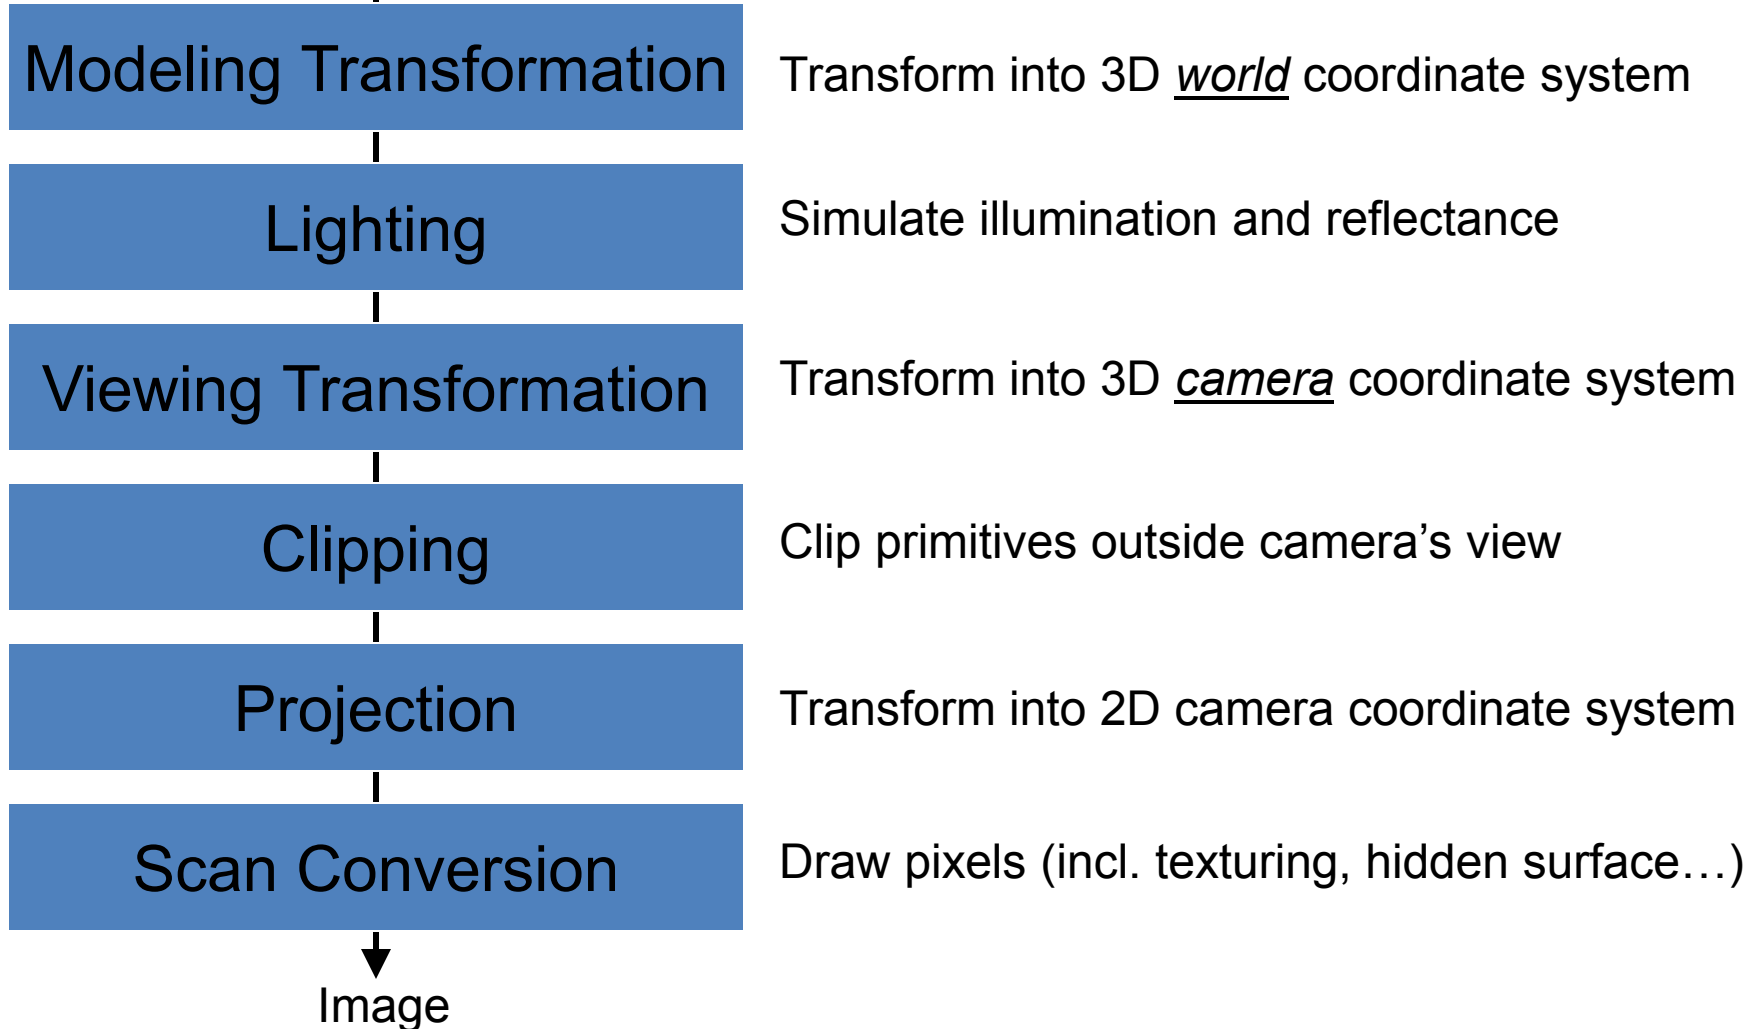 Modeling Transformation
Transform into 3D world coordinate system
Lighting
Simulate illumination and reflectance
Viewing Transformation
Transform into 3D camera coordinate system
Clipping
Clip primitives outside camera’s view
Projection
Transform into 2D camera coordinate system
Scan Conversion
Draw pixels (incl. texturing, hidden surface…)
Image